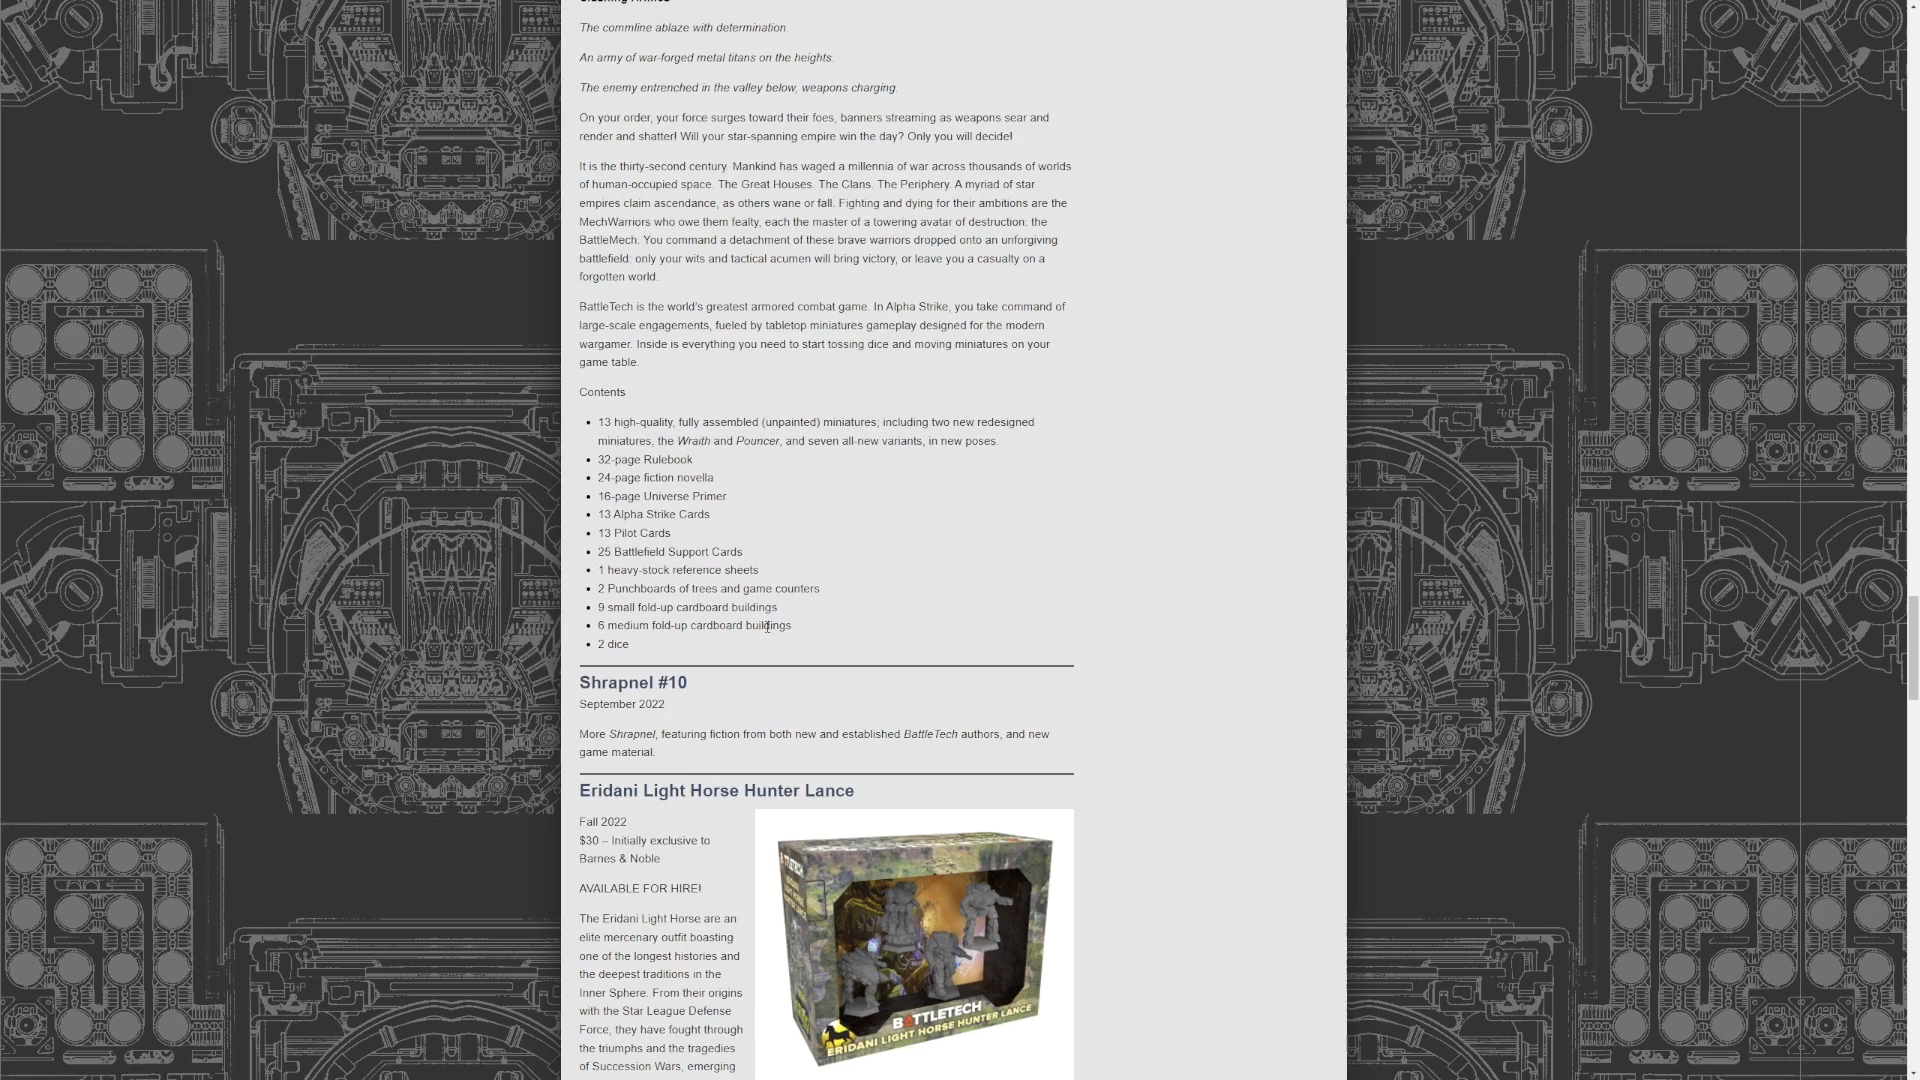 The commline ablaze with determination.
An army of war-forged metal titans on the heights.
The enemy entrenched in the valley below, weapons charging.
On your order, your force surges toward their foes, banners streaming as weapons sear and
render and shatter! Will your star-spanning empire win the day? Only you will decide!
It is the thirty-second century. Mankind has waged a millennia of war across thousands of worlds
of human-occupied space. The Great Houses. The Clans. The Periphery. A myriad of star
empires claim ascendance, as others wane or fall. Fighting and dying for their ambitions are the
MechWarriors who owe them fealty, each the master of a towering avatar of destruction: the
BattleMech. You command a detachment of these brave warriors dropped onto an unforgiving
battlefield: only your wits and tactical acumen will bring victory, or leave you a casualty on a
forgotten world.
BattleTech is the world's greatest armored combat game. In Alpha Strike, you take command of
large-scale engagements, fueled by tabletop miniatures gameplay designed for the modern
wargamer. Inside is everything you need to start tossing dice and moving miniatures on your
game table.
Contents
• 13 high-quality, fully assembled (unpainted) miniatures; including two new redesigned
miniatures, the Wraith and Pouncer, and seven all-new variants, in new poses.
• 32-page Rulebook
• 24-page fiction novella
• 16-page Universe Primer
• 13 Alpha Strike Cards
• 13 Pilot Cards
• 25 Battlefield Support Cards
• 1 heavy-stock reference sheets
• 2 Punchboards of trees and game counters
• 9 small fold-up cardboard buildings
• 6 medium fold-up cardboard buildings
• 2 dice
Shrapnel #10
September 2022
More Shrapnel, featuring fiction from both new and established BattleTech authors, and new
game material.
Eridani Light Horse Hunter Lance
Fall 2022
$30 – Initially exclusive to
Barnes & Noble
AVAILABLE FOR HIRE!
The Eridani Light Horse are an
elite mercenary outfit boasting
one of the longest histories and
the deepest traditions in the
Inner Sphere. From their origins
with the Star League Defense
Force, they have fought through
the triumphs and the tragedies
of Succession Wars, emerging
BATTLETECH
ERIDANI LIGHT HORSE HUNTER LANCE